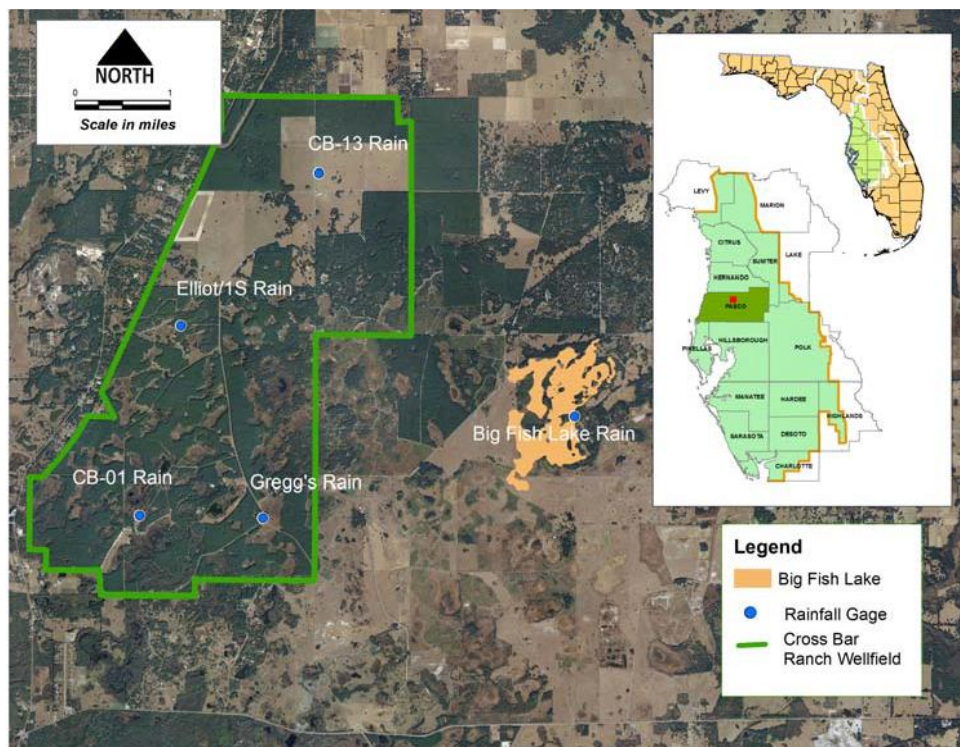 NORTH
0 1
Scale in miles
CB-13 Rain
Elliot/1S Rain
Big Fish Lake Rain
CB-01 Rain
Gregg's Rain
LEVY
MARION
CITRUS
SUMTER
LAKE
HERNANDO
PASCO
HILLSBOROUGH
POLK
PINELLAS
MANATEE
HARDEE
HIGHLANDS
SARASOTA
DESOTO
CHARLOTTE
Legend
Big Fish Lake
Rainfall Gage
Cross Bar
Ranch Wellfield